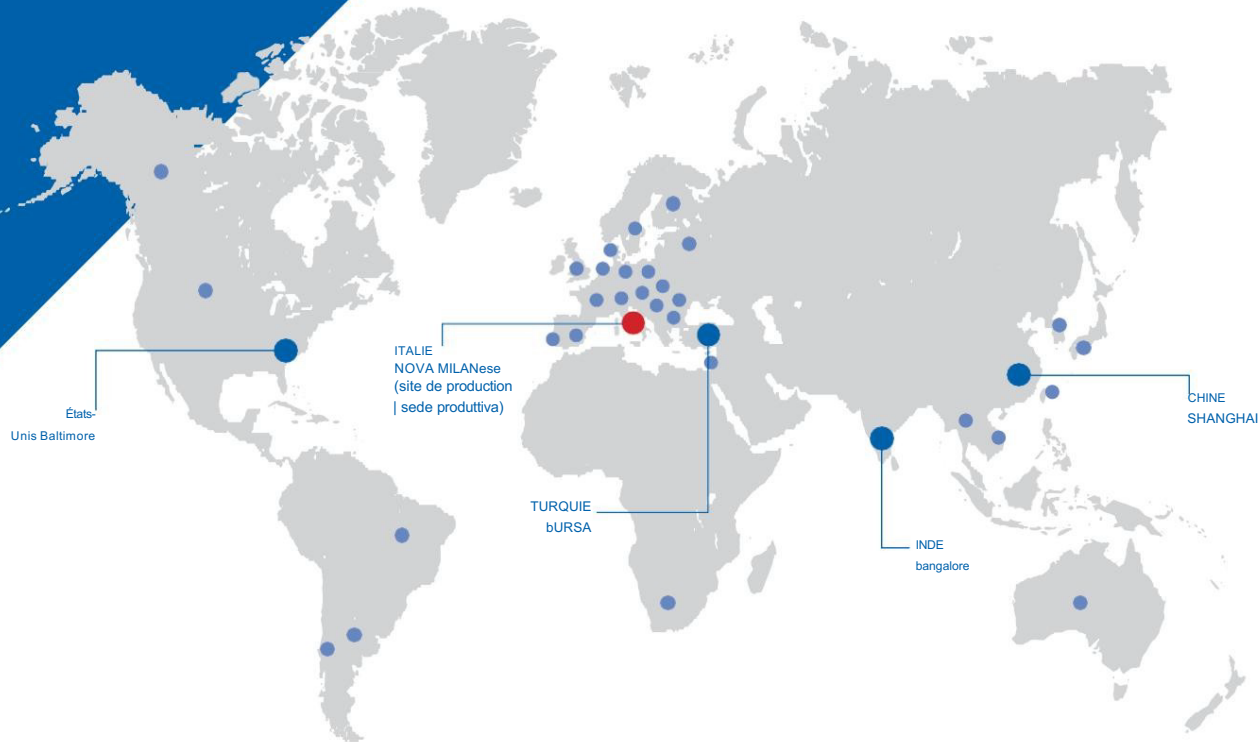 États-
Unis Baltimore
ITALIE
NOVA MILANese
(site de production
| sede produttiva)
TURQUIE
bURSA
INDE
bangalore
CHINE
SHANGHAI